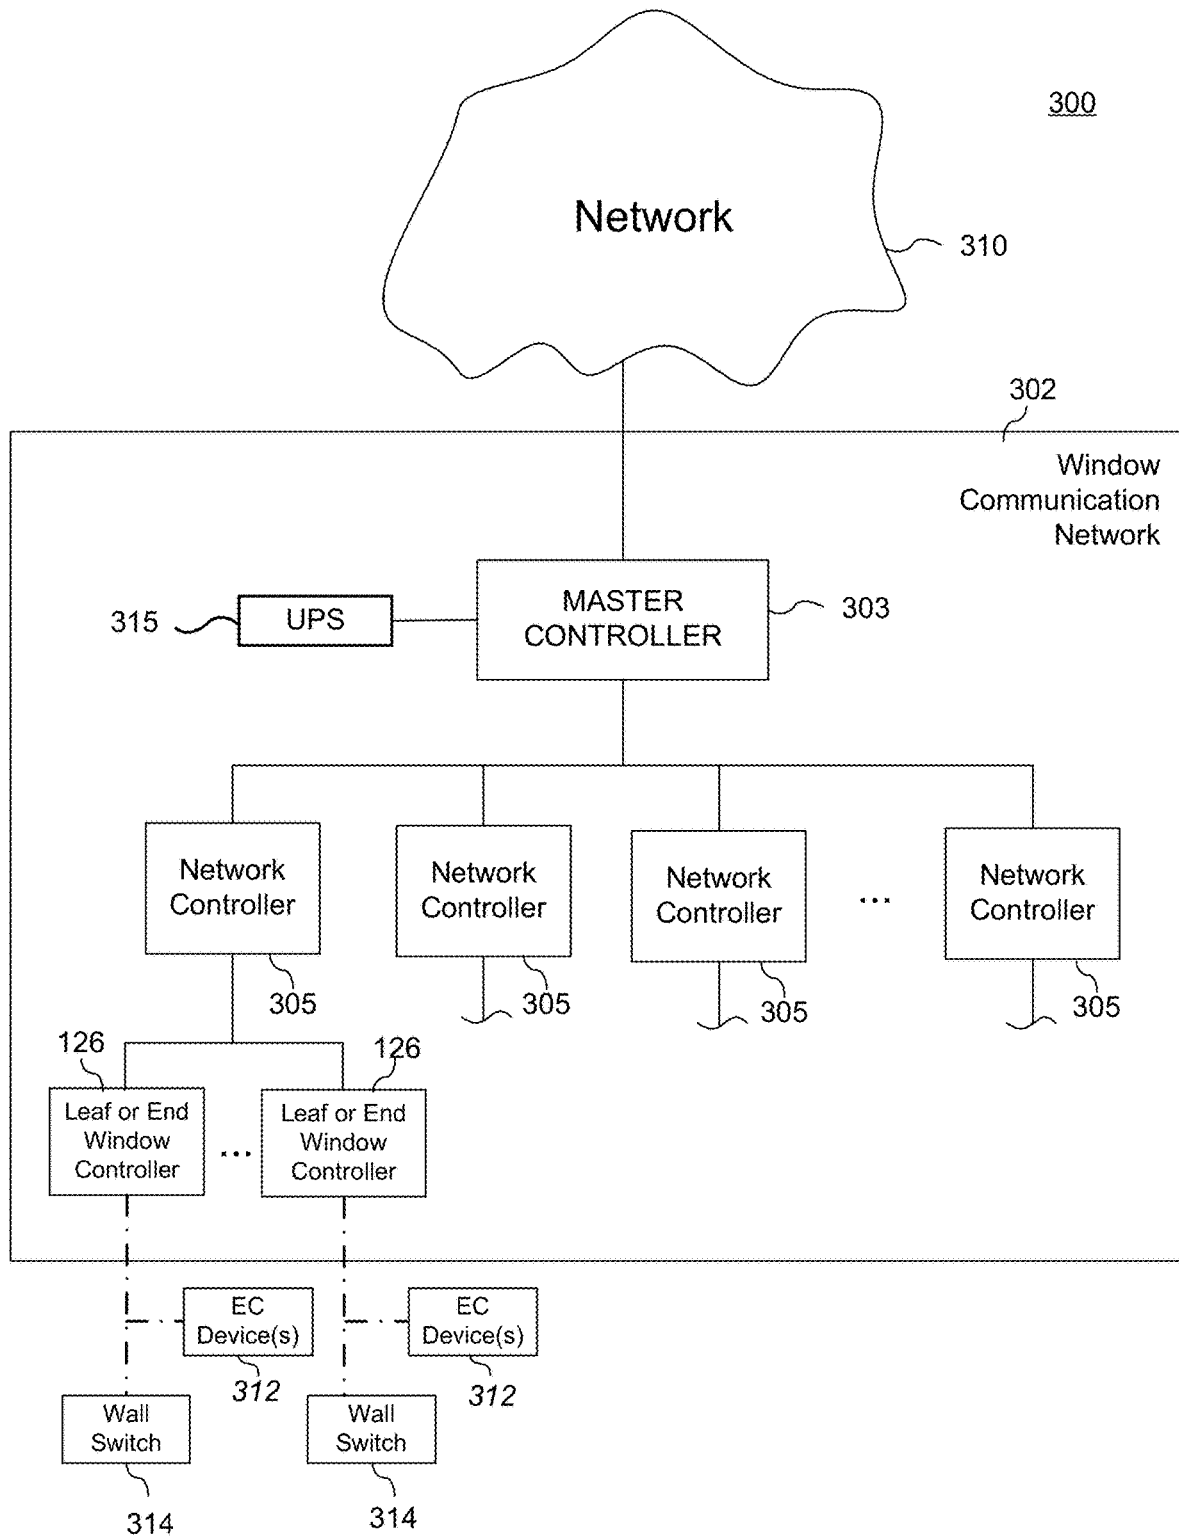 300
Network
310
302
Window
Communication
Network
315
UPS
MASTER
CONTROLLER
303
Network
Controller
Network
Controller
Network
Controller
...
Network
Controller
305
305
305
305
126
126
Leaf or End
Window
Controller
...
Leaf or End
Window
Controller
EC
Device(s)
EC
Device(s)
312
312
Wall
Switch
Wall
Switch
314
314